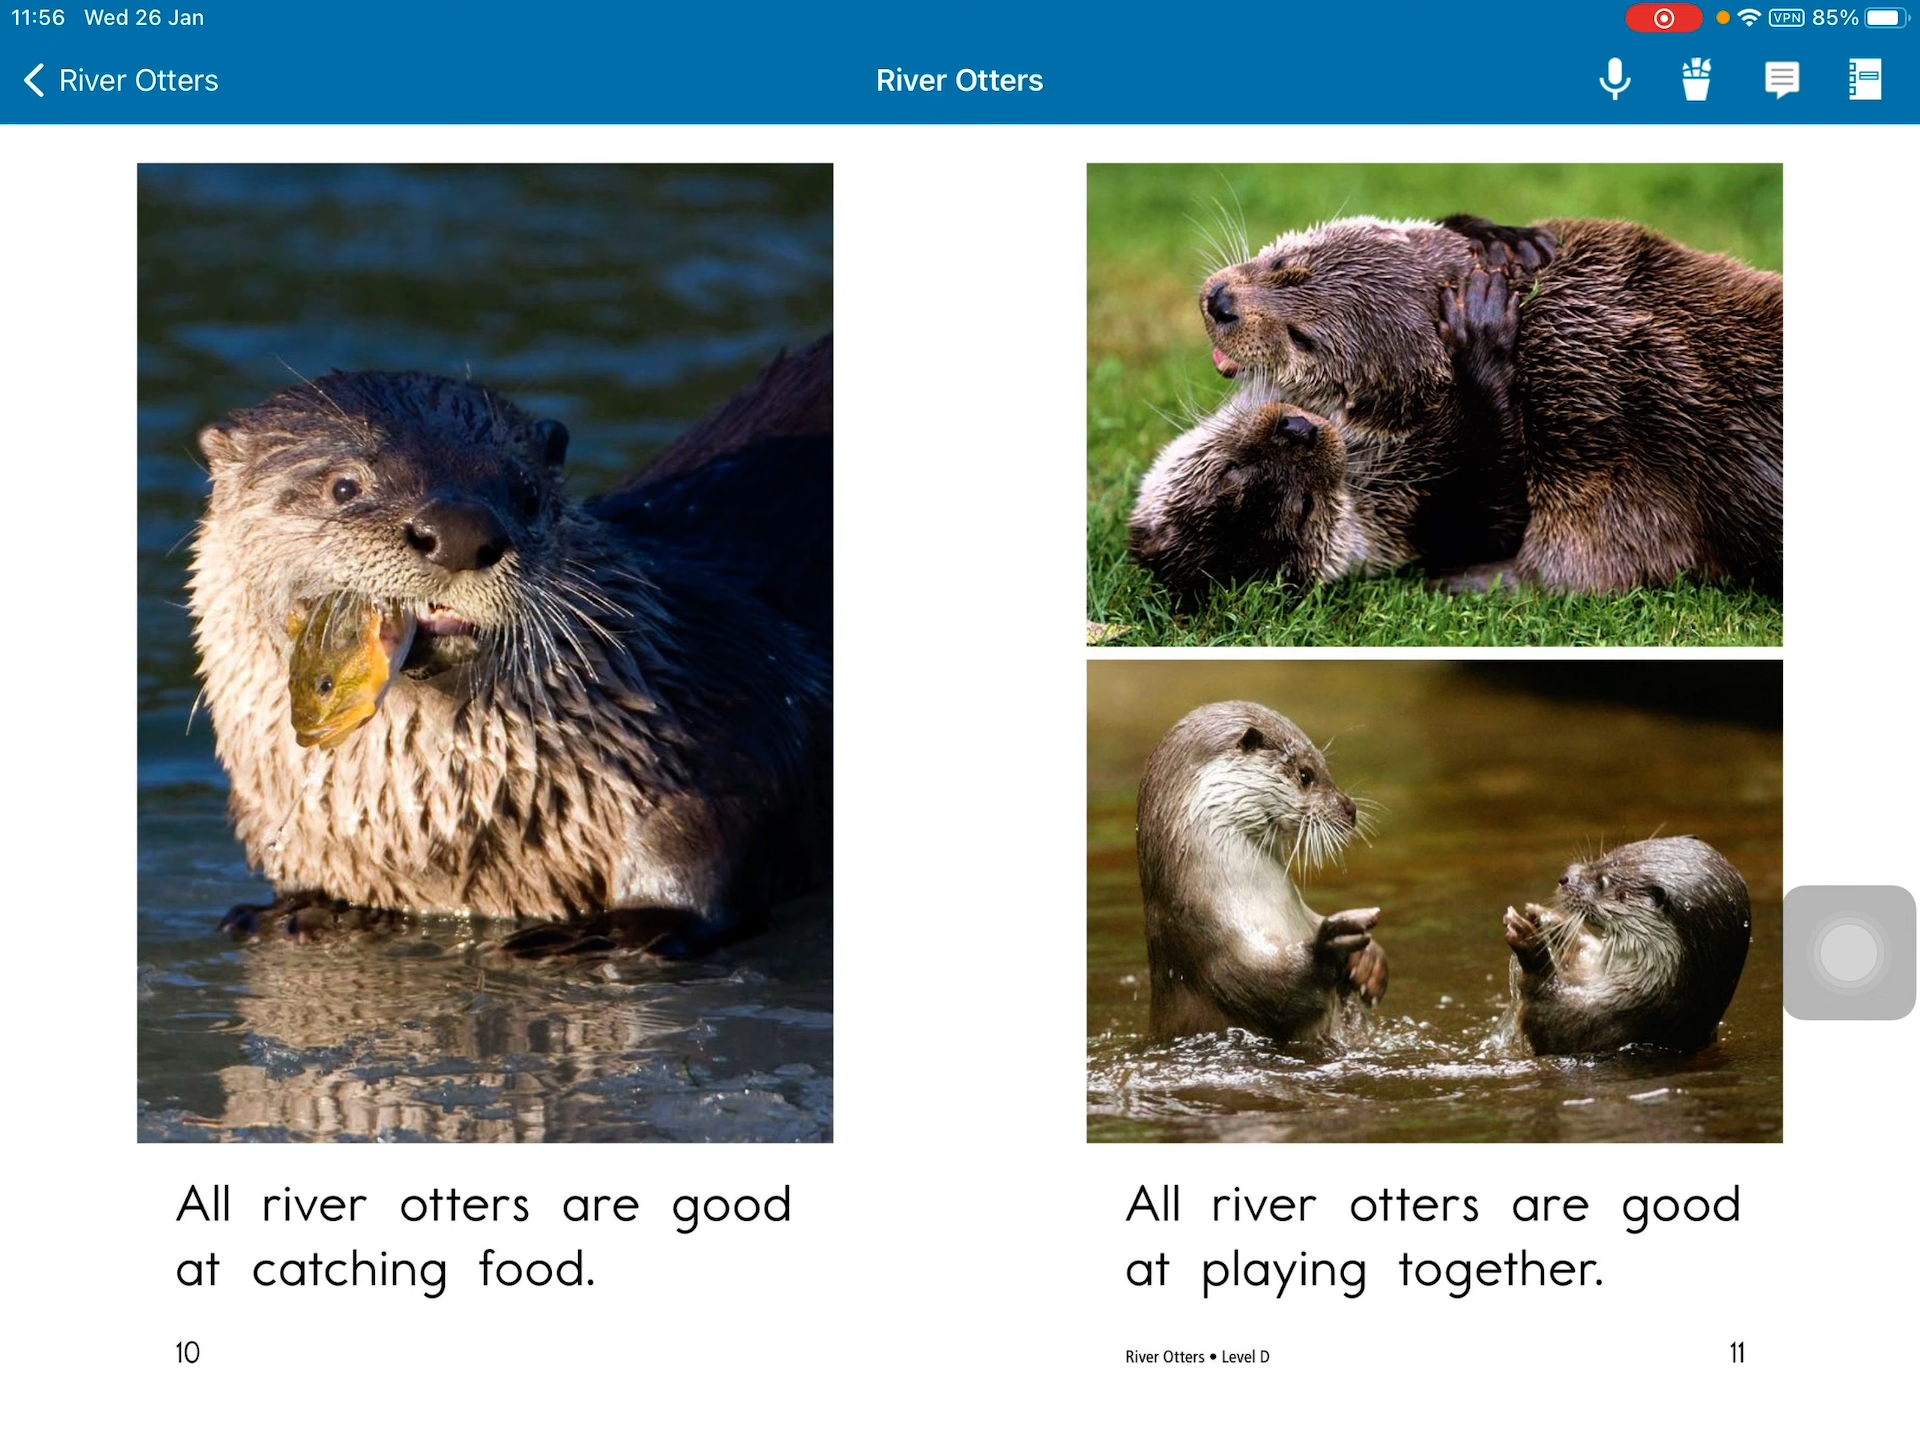 11:56 Wed 26 Jan
VPN 85%
River Otters
River Otters
All river otters are good
at catching food.
10
All river otters are good
at playing together.
River Otters • Level D
11